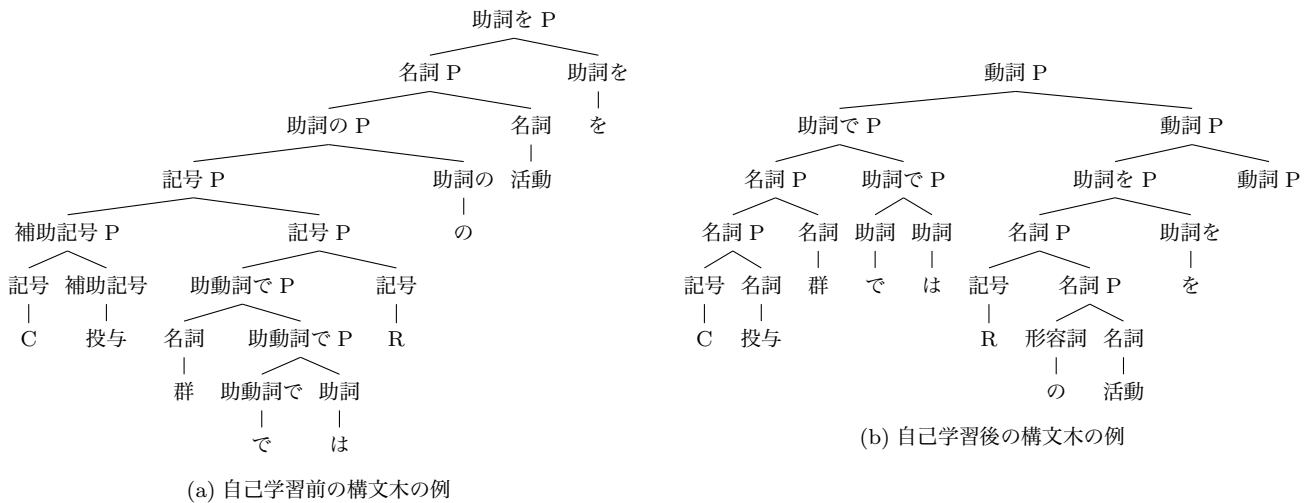 助詞を P
名詞 P 助詞を
助詞の P 名詞 を
記号 P 助詞の 活動
補助記号 P 記号 P の
記号 補助記号 助動詞で P 記号
C 投与 名詞 助動詞で P R
群 助動詞で 助詞
で は
(a) 自己学習前の構文木の例
動詞 P
助詞で P 動詞 P
名詞 P 助詞で P 助詞を P 動詞 P
名詞 P 名詞 助詞 助詞 名詞 P 助詞を
記号 名詞 群 で は 記号 名詞 P を
C 投与 R 形容詞 名詞
の 活動
(b) 自己学習後の構文木の例